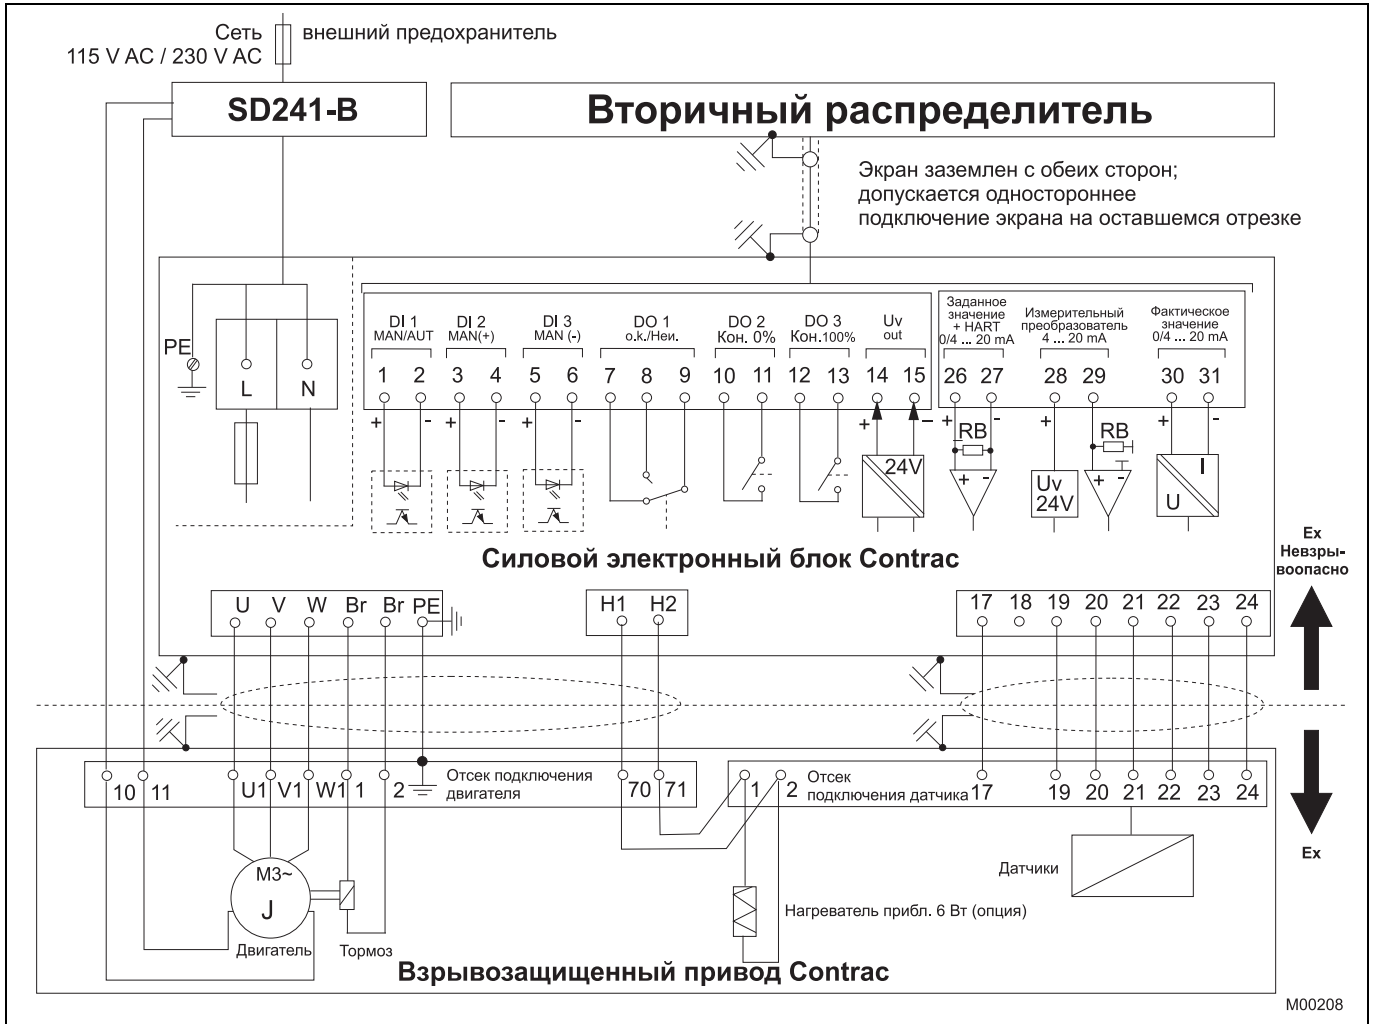 Сеть внешний предохранитель
115 V AC / 230 V AC
SD241-B
Вторичный распределитель
Экран заземлен с обеих сторон;
допускается одностороннее
подключение экрана на оставшемся отрезке
PE
L N
DI 1
MAN/AUT
DI 2
MAN(+)
DI 3
MAN (-)
DO 1
o.k./Неи.
DO 2
Кон. 0%
DO 3
Кон.100%
Uv
out
Заданное
значение
+ HART
0/4 ... 20 mA
Измерительный
преобразователь
4 ... 20 mA
Фактическое
значение
0/4 ... 20 mA
1 2 3 4 5 6 7 8 9 10 11 12 13 14 15 26 27 28 29 30 31
+ - + - + - + - + - + + -
RB RB
24V
+ -
Uv
24V
+ -
I
U
Силовой электронный блок Contrac
Ex
Невзры-
воопасно
U V W Br Br PE
H1 H2
17 18 19 20 21 22 23 24
10 11 U1 V1 W1 1 2
Отсек подключения
двигателя
70 71
1 2
Отсек
подключения датчика
17 19 20 21 22 23 24
Ex
M3~
J
Двигатель
Тормоз
Нагреватель прибл. 6 Вт (опция)
Датчики
Взрывозащищенный привод Contrac
M00208